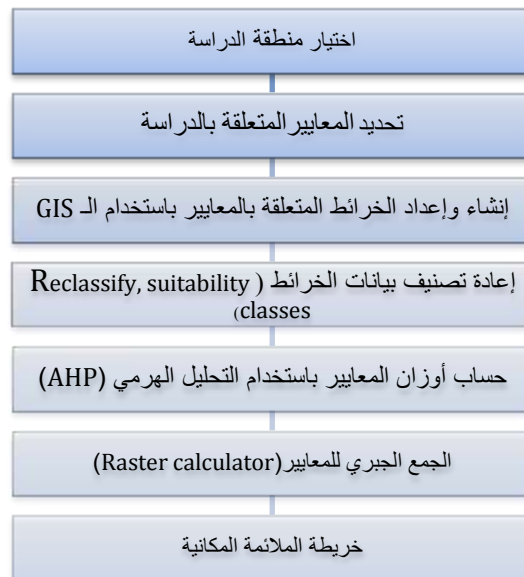 اختيار منطقة الدراسة
تحديد المعايير المتعلقة بالدراسة
إنشاء وإعداد الخرائط المتعلقة بالمعايير باستخدام الـ GIS
إعادة تصنيف بيانات الخرائط ( Reclassify, suitability
classes)
حساب أوزان المعايير باستخدام التحليل الهرمي (AHP)
الجمع الجبري للمعايير(Raster calculator)
خريطة الملائمة المكانية